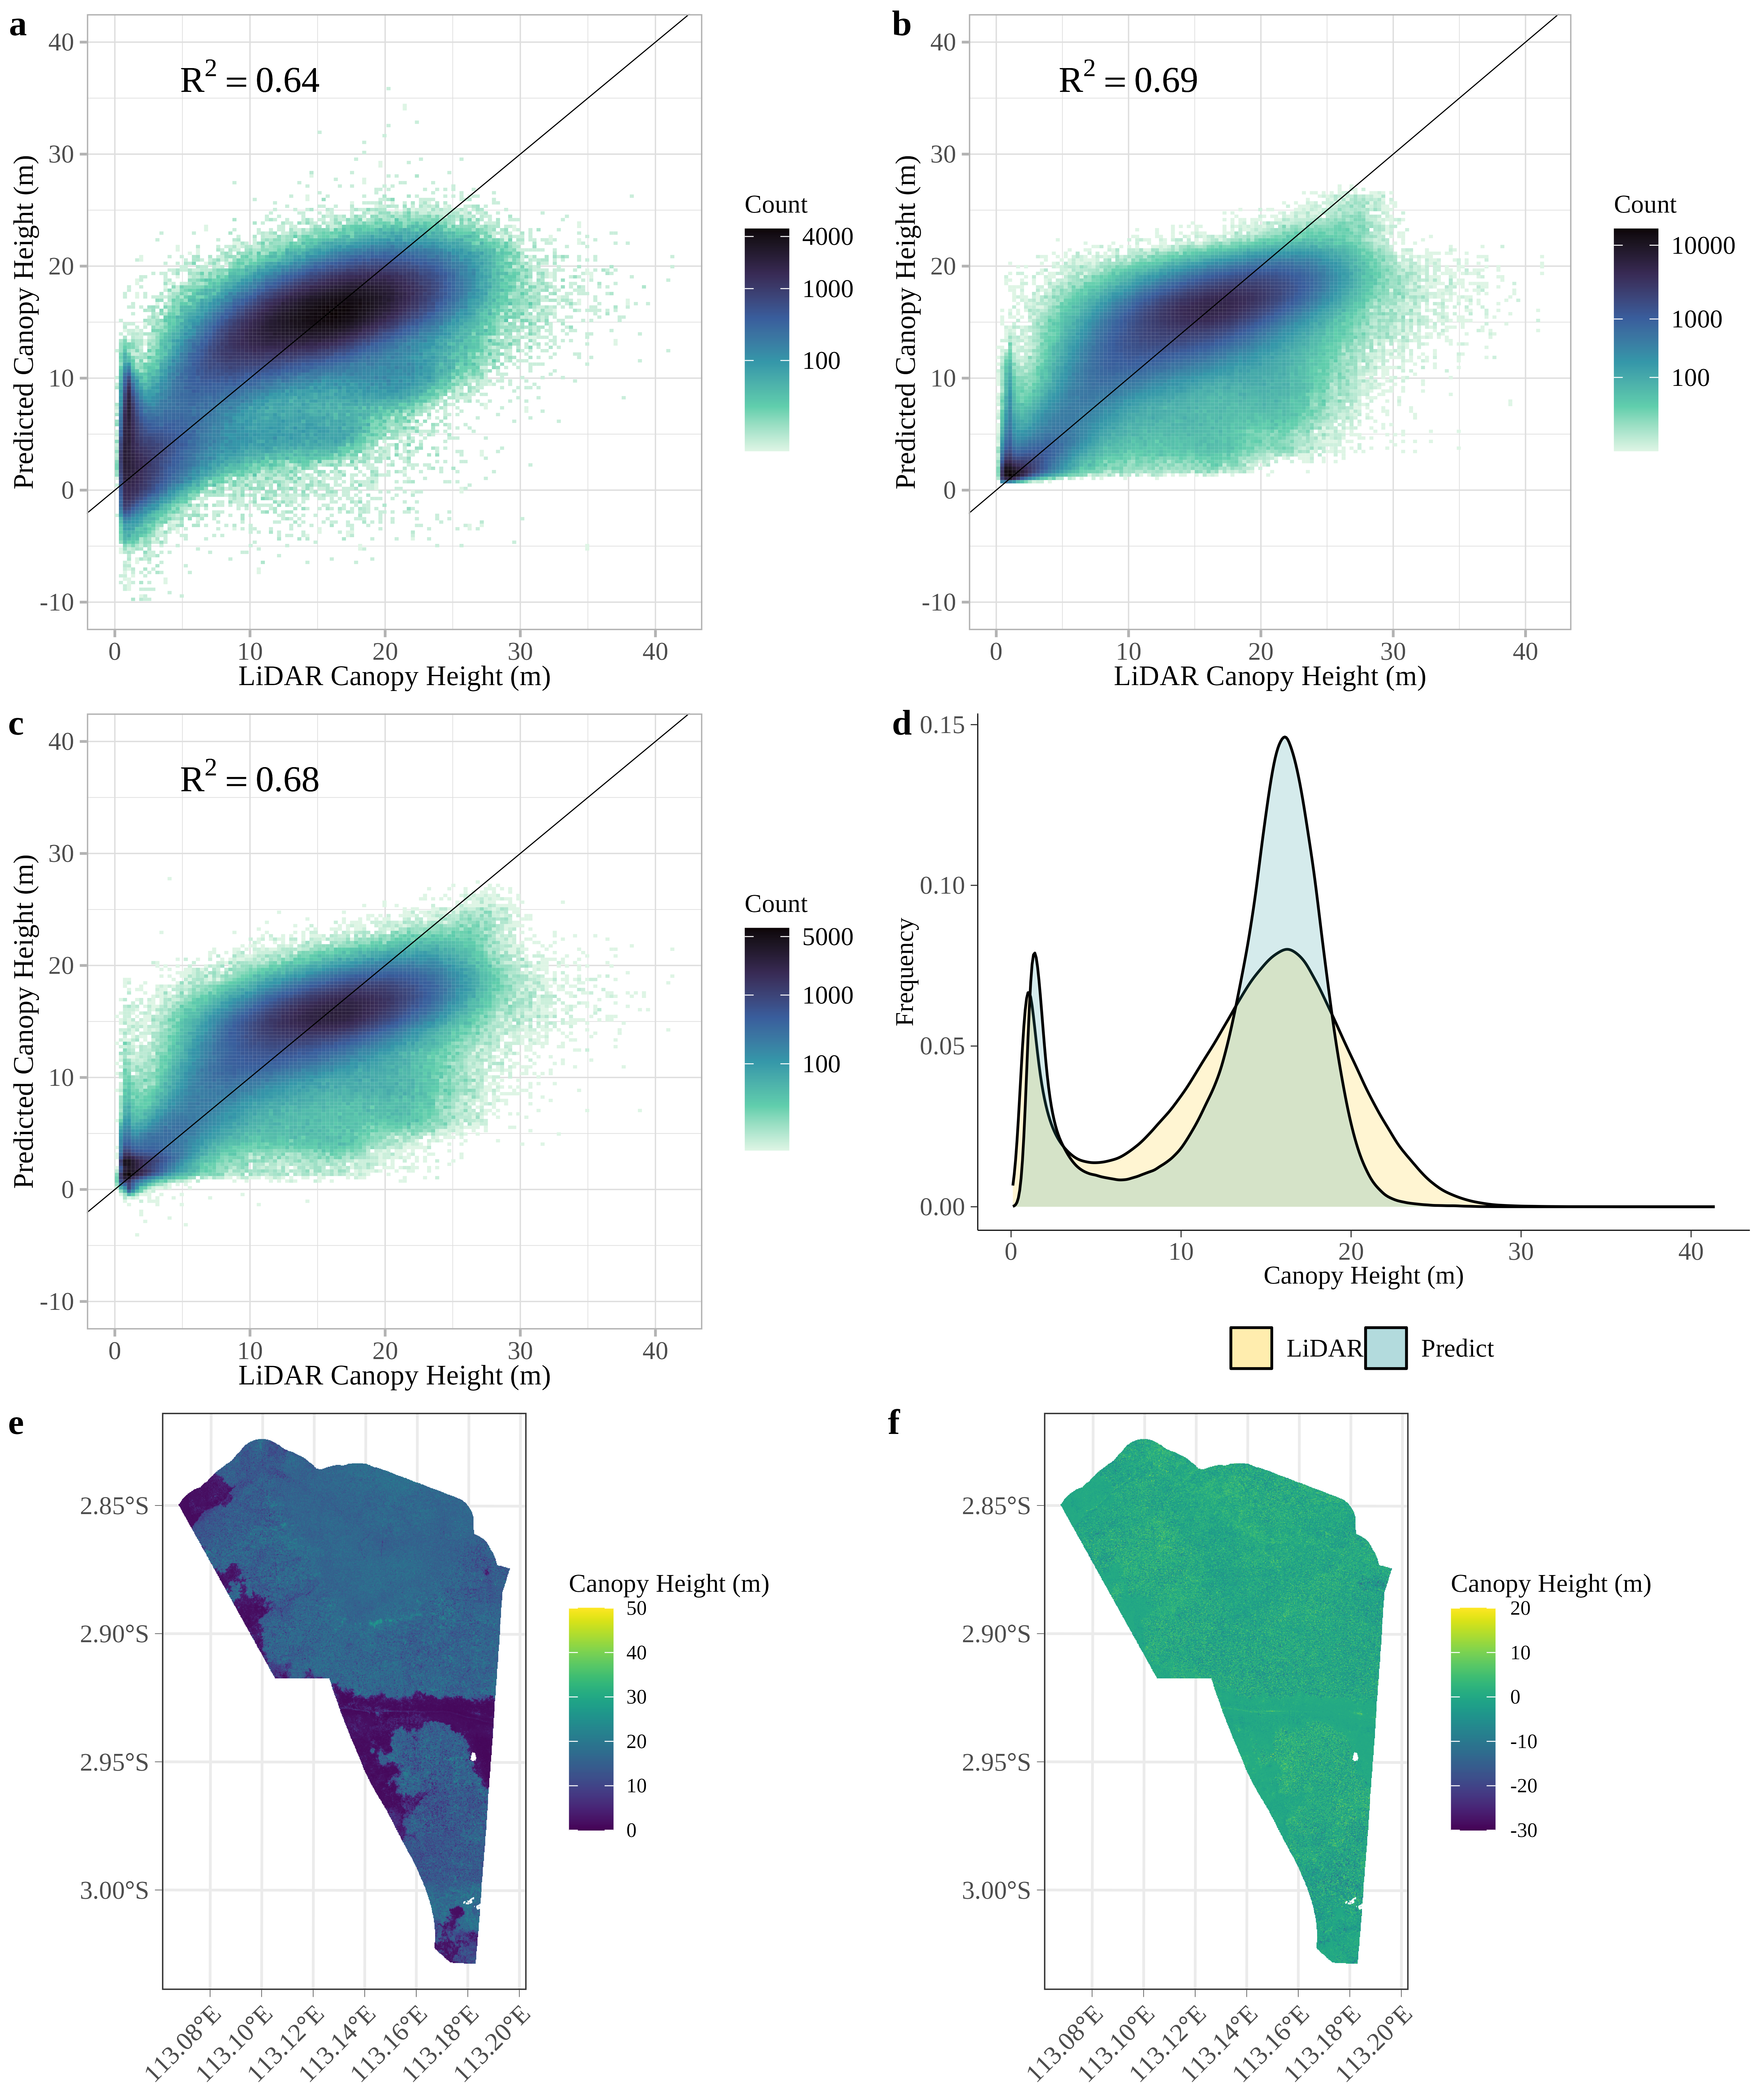 a
R² = 0.64
40
30
20
10
0
-10
Predicted Canopy Height (m)
0 10 20 30 40
LiDAR Canopy Height (m)
Count
4000
1000
100
b
R² = 0.69
40
30
20
10
0
-10
Predicted Canopy Height (m)
0 10 20 30 40
LiDAR Canopy Height (m)
Count
10000
1000
100
c
R² = 0.68
40
30
20
10
0
-10
Predicted Canopy Height (m)
0 10 20 30 40
LiDAR Canopy Height (m)
Count
5000
1000
100
d
0.15
0.10
0.05
0.00
Frequency
0 10 20 30 40
Canopy Height (m)
LiDAR Predict
e
2.85°S
2.90°S
2.95°S
3.00°S
113.08°E 113.10°E 113.12°E 113.14°E 113.16°E 113.18°E 113.20°E
Canopy Height (m)
50
40
30
20
10
0
f
2.85°S
2.90°S
2.95°S
3.00°S
113.08°E 113.10°E 113.12°E 113.14°E 113.16°E 113.18°E 113.20°E
Canopy Height (m)
20
10
0
-10
-20
-30